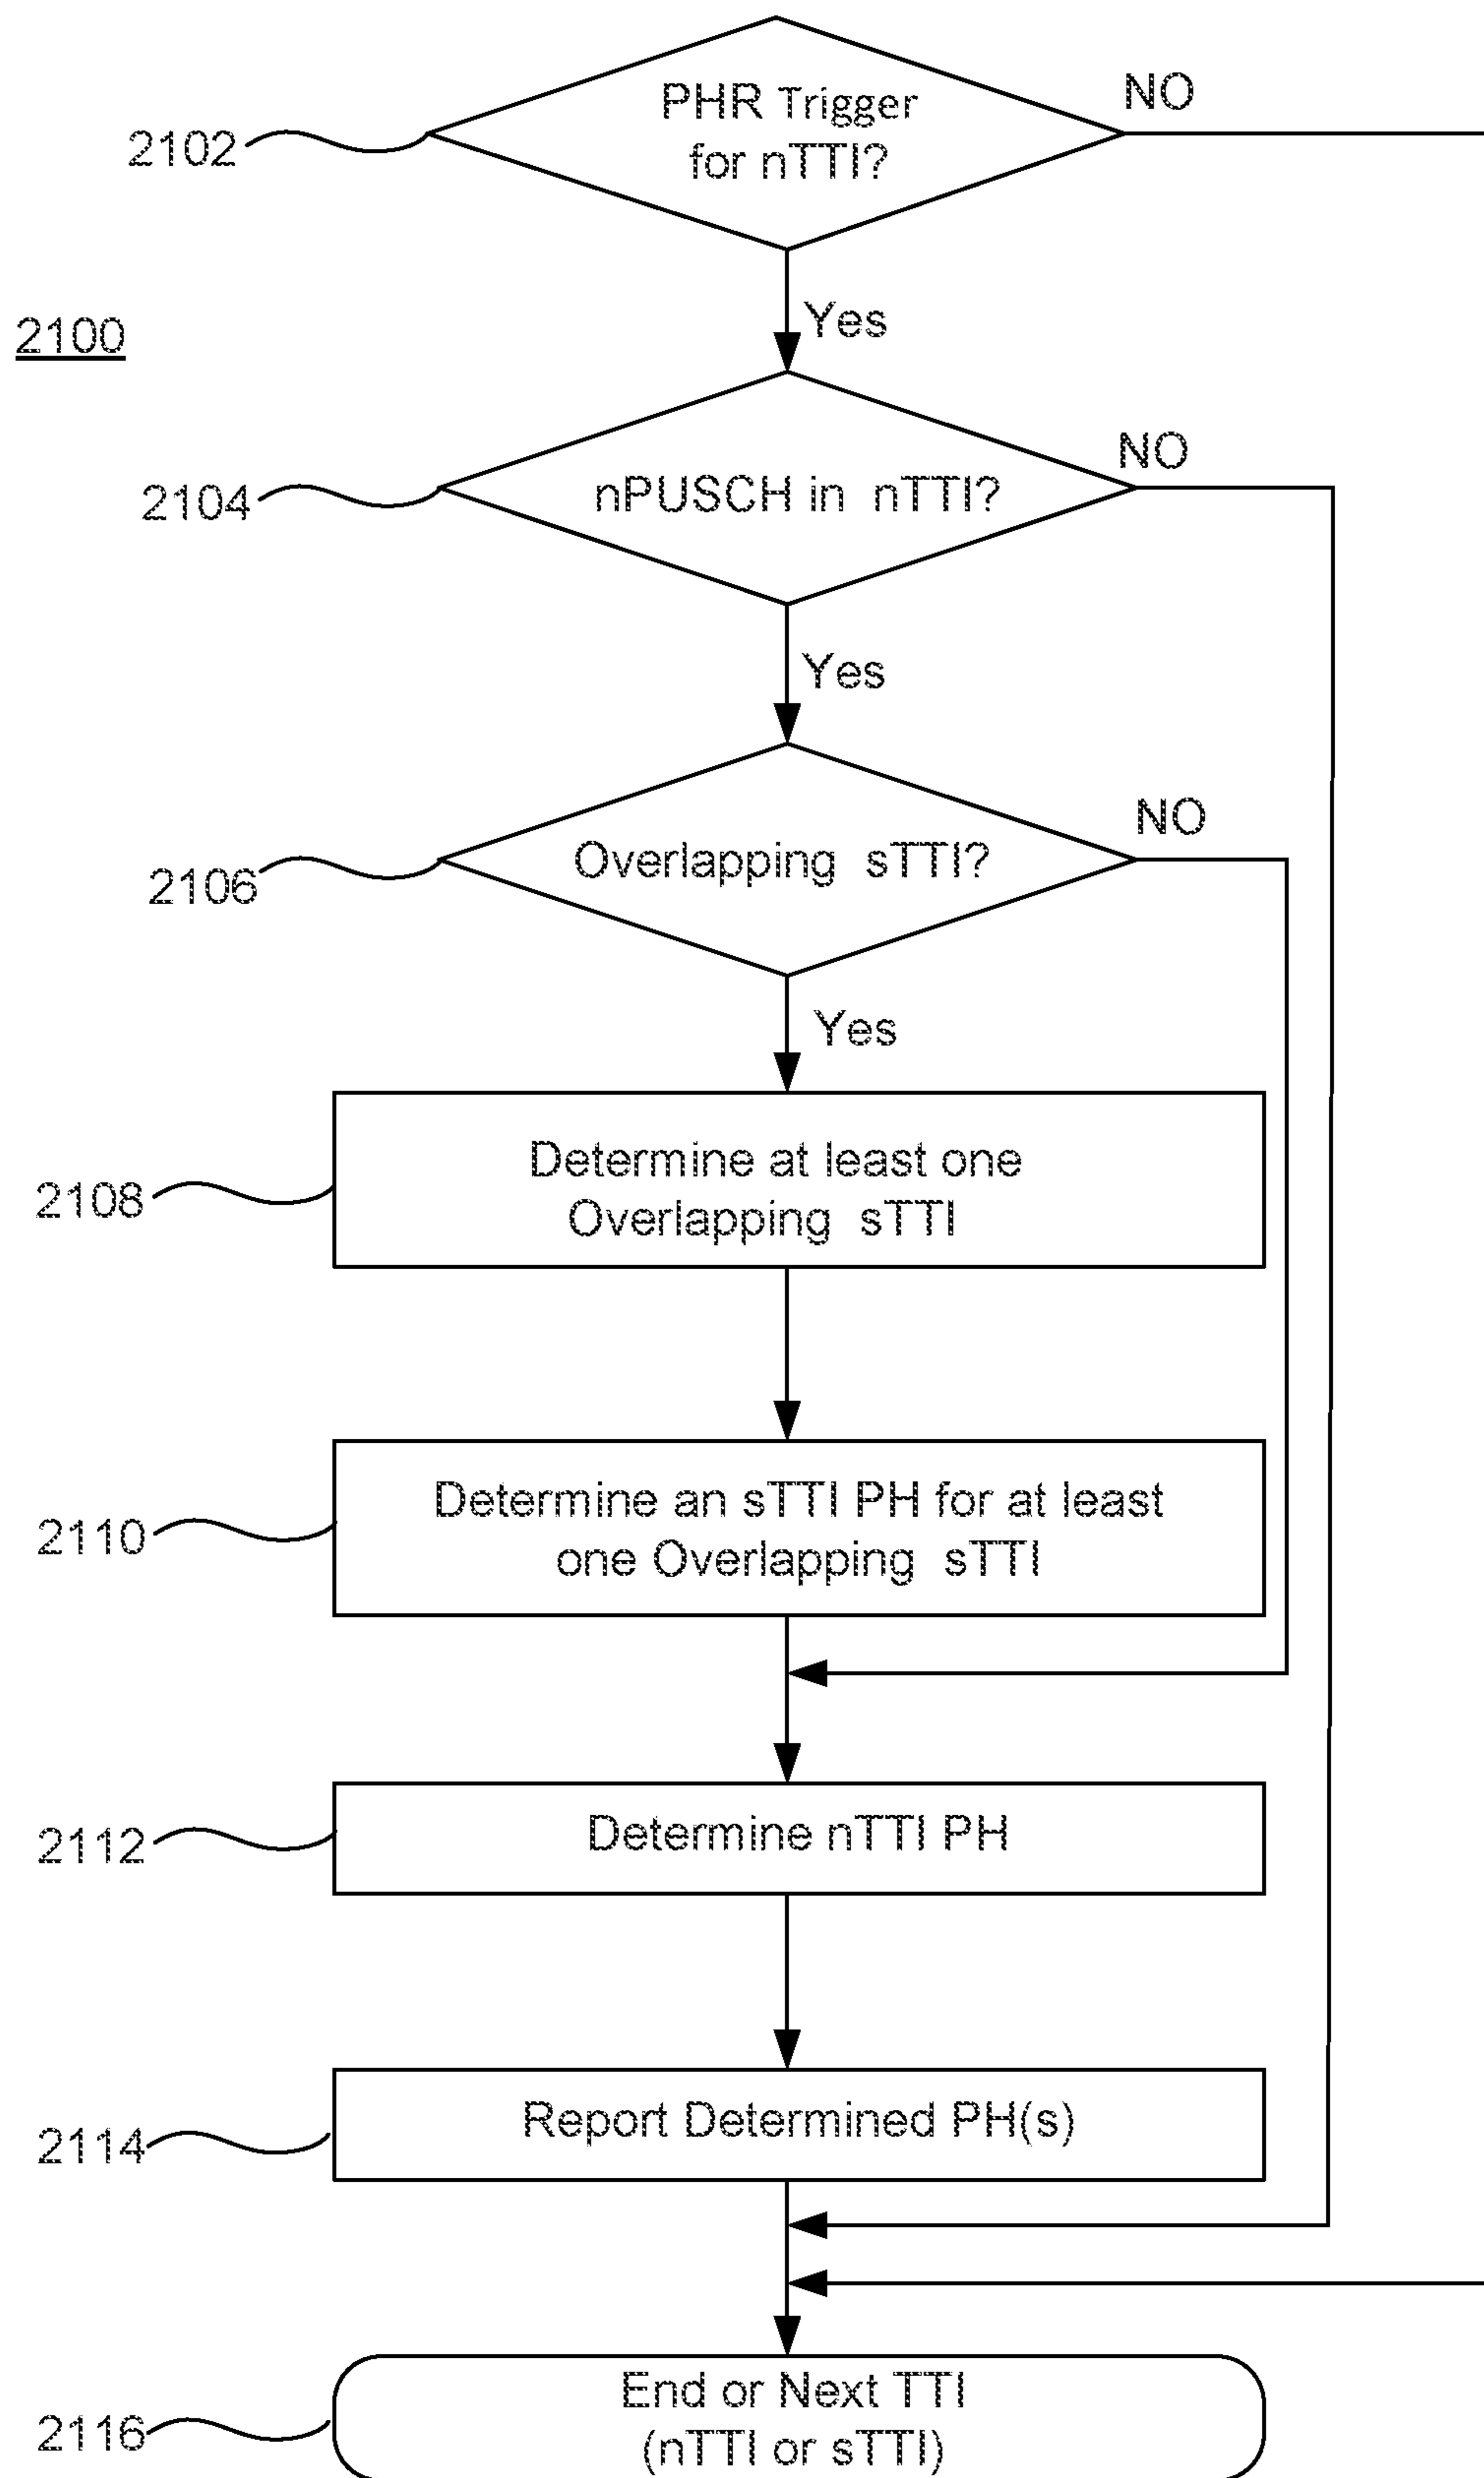 PHR Trigger
for nTTI?
NO
2102
Yes
2100
nPUSCH in nTTI?
NO
2104
Yes
Overlapping sTTI?
NO
2106
Yes
Determine at least one
Overlapping sTTI
2108
Determine an sTTI PH for at least
one Overlapping sTTI
2110
Determine nTTI PH
2112
Report Determined PH(s)
2114
End or Next TTI
(nTTI or sTTI)
2116